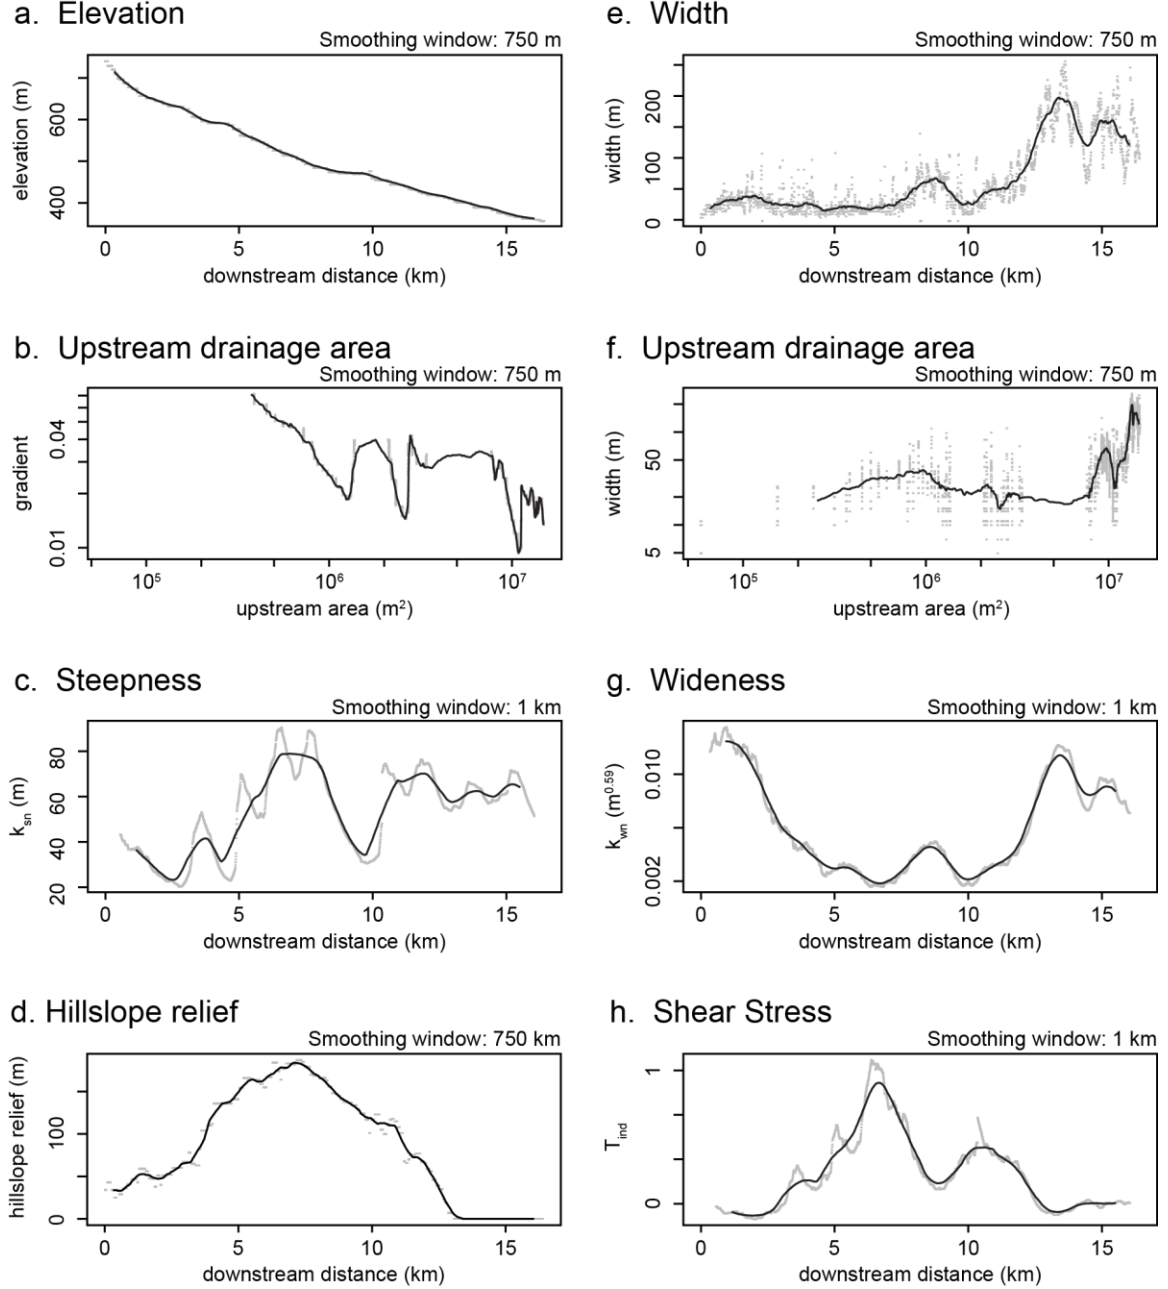 a. Elevation
Smoothing window: 750 m
elevation (m)
600
400
0 5 10 15
downstream distance (km)
e. Width
Smoothing window: 750 m
width (m)
200
100
0
0 5 10 15
downstream distance (km)
b. Upstream drainage area
Smoothing window: 750 m
gradient
0.04
0.01
10⁵ 10⁶ 10⁷
upstream area (m²)
f. Upstream drainage area
Smoothing window: 750 m
width (m)
50
5
10⁵ 10⁶ 10⁷
upstream area (m²)
c. Steepness
Smoothing window: 1 km
k_sn (m)
80
60
40
20
0 5 10 15
downstream distance (km)
g. Wideness
Smoothing window: 1 km
k_wn (m^0.59)
0.010
0.002
0 5 10 15
downstream distance (km)
d. Hillslope relief
Smoothing window: 750 km
hillslope relief (m)
100
0
0 5 10 15
downstream distance (km)
h. Shear Stress
Smoothing window: 1 km
T_ind
1
0
0 5 10 15
downstream distance (km)